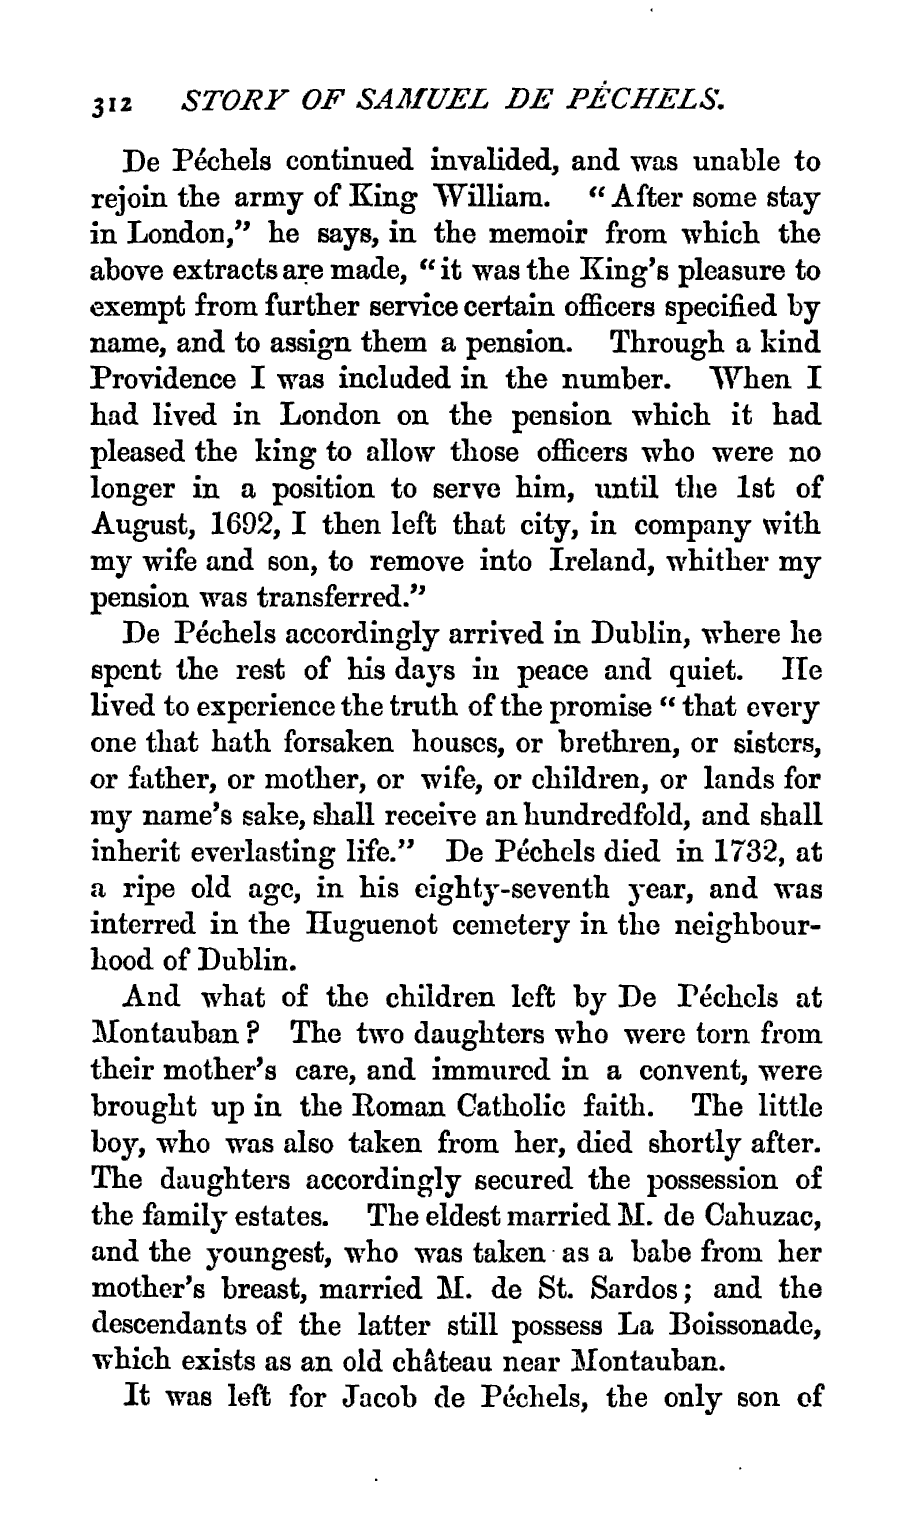 312 STORY OF SAMUEL DE PÉCHELS.
De Péchels continued invalided, and was unable to
rejoin the army of King William. “After some stay
in London,” he says, in the memoir from which the
above extracts are made, “it was the King’s pleasure to
exempt from further service certain officers specified by
name, and to assign them a pension. Through a kind
Providence I was included in the number. When I
had lived in London on the pension which it had
pleased the king to allow those officers who were no
longer in a position to serve him, until the 1st of
August, 1692, I then left that city, in company with
my wife and son, to remove into Ireland, whither my
pension was transferred.”
De Péchels accordingly arrived in Dublin, where he
spent the rest of his days in peace and quiet. He
lived to experience the truth of the promise “that every
one that hath forsaken houses, or brethren, or sisters,
or father, or mother, or wife, or children, or lands for
my name’s sake, shall receive an hundredfold, and shall
inherit everlasting life.” De Péchels died in 1732, at
a ripe old age, in his eighty-seventh year, and was
interred in the Huguenot cemetery in the neighbour-
hood of Dublin.
And what of the children left by De Péchels at
Montauban? The two daughters who were torn from
their mother’s care, and immured in a convent, were
brought up in the Roman Catholic faith. The little
boy, who was also taken from her, died shortly after.
The daughters accordingly secured the possession of
the family estates. The eldest married M. de Cahuzac,
and the youngest, who was taken as a babe from her
mother’s breast, married M. de St. Sardos; and the
descendants of the latter still possess La Boissonade,
which exists as an old château near Montauban.
It was left for Jacob de Péchels, the only son of